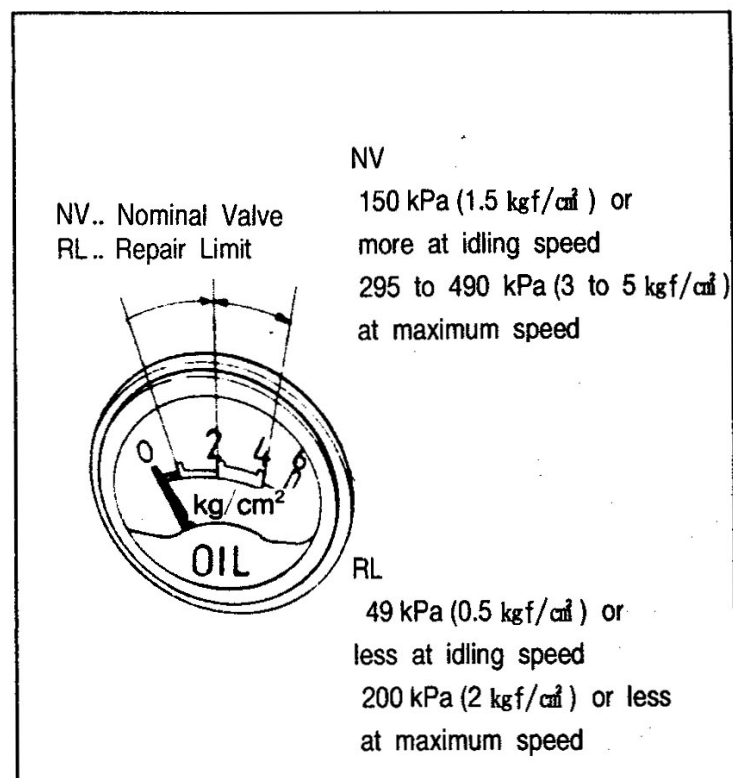 NV.. Nominal Valve
RL.. Repair Limit
NV
150 kPa (1.5 kgf/㎠) or
more at idling speed
295 to 490 kPa (3 to 5 kgf/㎠)
at maximum speed
0 2 4 6
kg/cm²
OIL
RL
49 kPa (0.5 kgf/㎠) or
less at idling speed
200 kPa (2 kgf/㎠) or less
at maximum speed